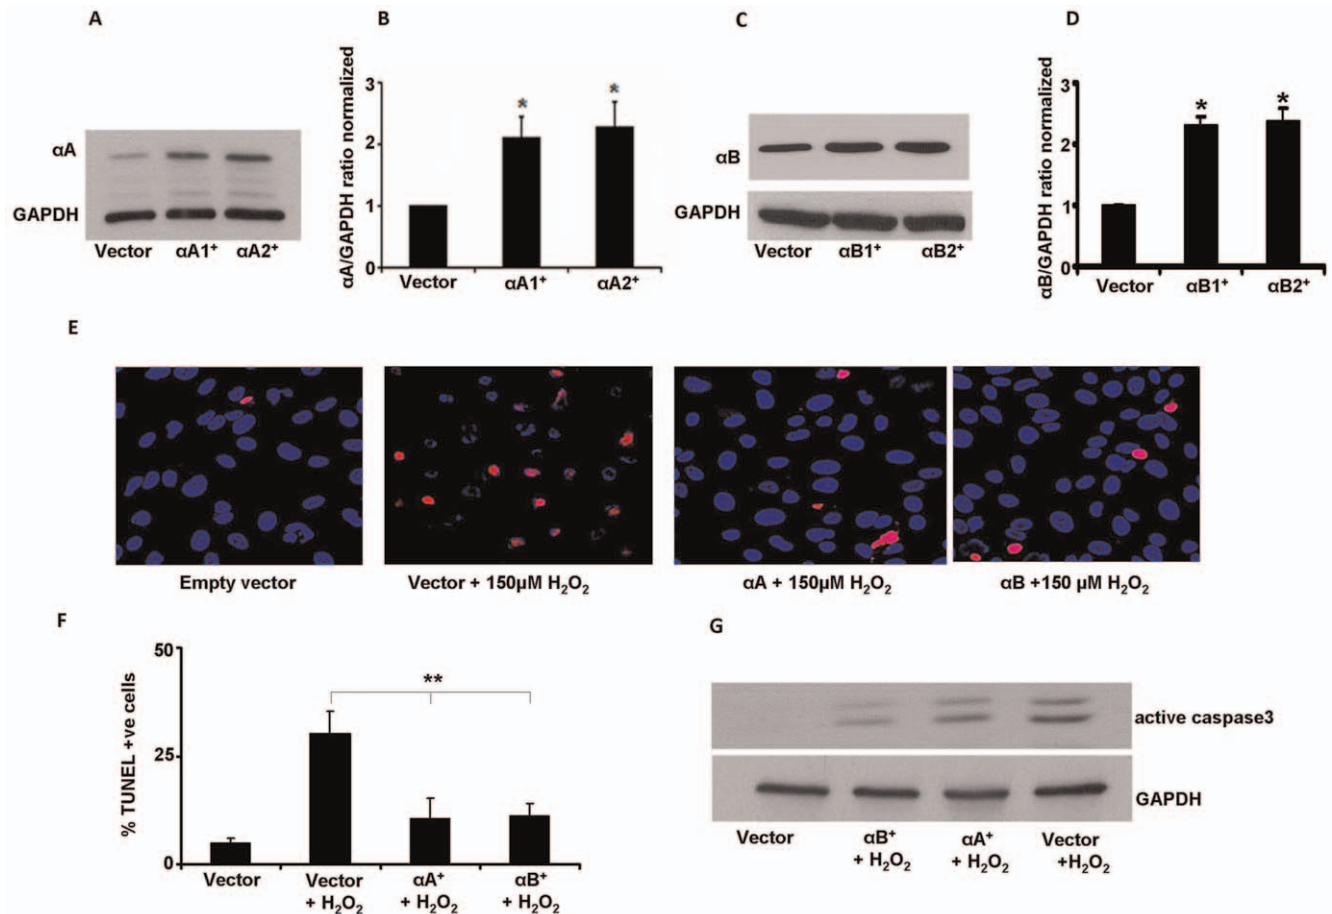 A
αA
GAPDH
Vector αA1⁺ αA2⁺
B
αA/GAPDH ratio normalized
3
2
1
0
*
*
Vector αA1⁺ αA2⁺
C
αB
GAPDH
Vector αB1⁺ αB2⁺
D
αB/GAPDH ratio normalized
3
2
1
0
*
*
Vector αB1⁺ αB2⁺
E
Empty vector
Vector + 150µM H₂O₂
αA + 150µM H₂O₂
αB +150 µM H₂O₂
F
% TUNEL +ve cells
50
25
0
**
Vector
Vector
+ H₂O₂
αA⁺
+ H₂O₂
αB⁺
+ H₂O₂
G
active caspase3
GAPDH
Vector
αB⁺
+ H₂O₂
αA⁺
+ H₂O₂
Vector
+H₂O₂